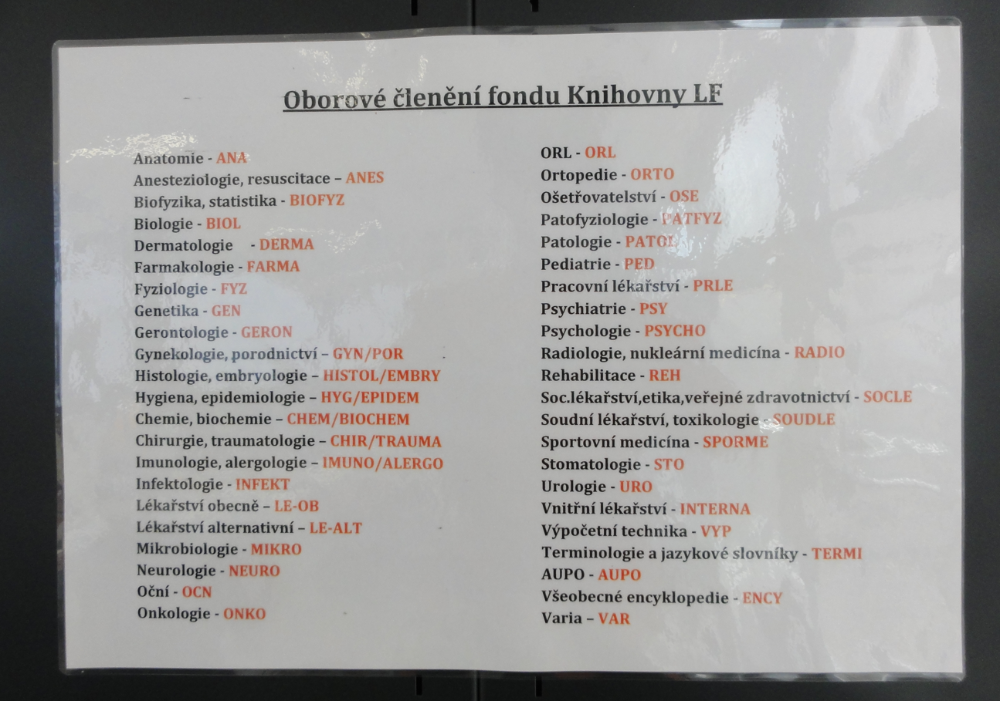 Oborové členění fondu Knihovny LF
Anatomie - ANA
Anesteziologie, resuscitace – ANES
Biofyzika, statistika - BIOFYZ
Biologie - BIOL
Dermatologie - DERMA
Farmakologie - FARMA
Fyziologie - FYZ
Genetika - GEN
Gerontologie - GERON
Gynekologie, porodnictví – GYN/POR
Histologie, embryologie – HISTOL/EMBRY
Hygiena, epidemiologie – HYG/EPIDEM
Chemie, biochemie – CHEM/BIOCHEM
Chirurgie, traumatologie – CHIR/TRAUMA
Imunologie, alergologie – IMUNO/ALERGO
Infektologie - INFEKT
Lékařství obecně – LE-OB
Lékařství alternativní – LE-ALT
Mikrobiologie - MIKRO
Neurologie - NEURO
Oční - OCN
Onkologie - ONKO
ORL - ORL
Ortopedie - ORTO
Ošetřovatelství - OSE
Patofyziologie - PATFYZ
Patologie - PATOL
Pediatrie - PED
Pracovní lékařství - PRLE
Psychiatrie - PSY
Psychologie - PSYCHO
Radiologie, nukleární medicína - RADIO
Rehabilitace - REH
Soc.lékařství,etika,veřejné zdravotnictví - SOCLE
Soudní lékařství, toxikologie - SOUDLE
Sportovní medicína - SPORME
Stomatologie - STO
Urologie - URO
Vnitřní lékařství - INTERNA
Výpočetní technika - VYP
Terminologie a jazykové slovníky - TERMI
AUPO - AUPO
Všeobecné encyklopedie - ENCY
Varia – VAR